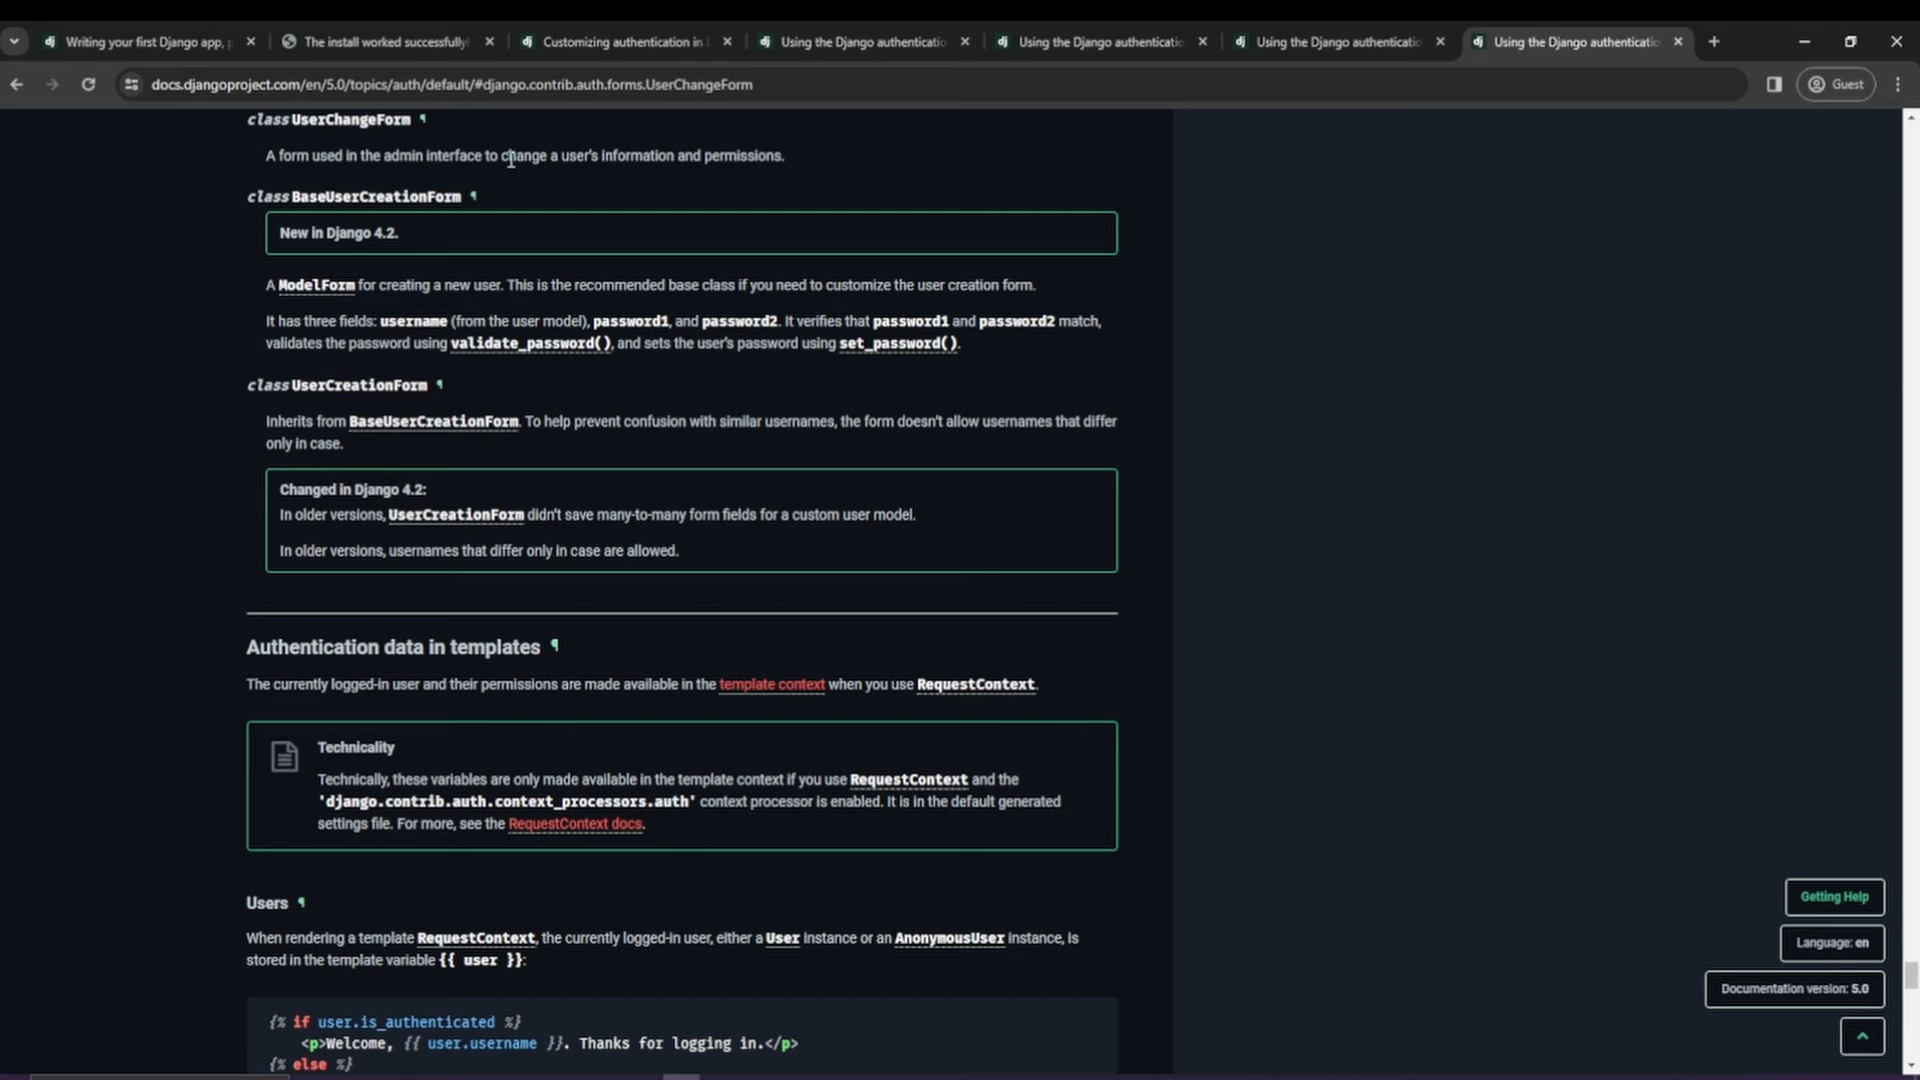 Writing your first Django app, p
The install worked successfully!
Customizing authentication in
Using the Django authenticatio
Using the Django authenticatio
Using the Django authenticatio
Using the Django authenticatio
docs.djangoproject.com/en/5.0/topics/auth/default/#django.contrib.auth.forms.UserChangeForm
Guest
class UserChangeForm ¶
A form used in the admin interface to change a user's information and permissions.
class BaseUserCreationForm ¶
New in Django 4.2.
A ModelForm for creating a new user. This is the recommended base class if you need to customize the user creation form.
It has three fields: username (from the user model), password1, and password2. It verifies that password1 and password2 match,
validates the password using validate_password(), and sets the user's password using set_password().
class UserCreationForm ¶
Inherits from BaseUserCreationForm. To help prevent confusion with similar usernames, the form doesn't allow usernames that differ
only in case.
Changed in Django 4.2:
In older versions, UserCreationForm didn't save many-to-many form fields for a custom user model.
In older versions, usernames that differ only in case are allowed.
Authentication data in templates ¶
The currently logged-in user and their permissions are made available in the template context when you use RequestContext.
Technicality
Technically, these variables are only made available in the template context if you use RequestContext and the
'django.contrib.auth.context_processors.auth' context processor is enabled. It is in the default generated
settings file. For more, see the RequestContext docs.
Users ¶
When rendering a template RequestContext, the currently logged-in user, either a User instance or an AnonymousUser instance, is
stored in the template variable {{ user }}:
{% if user.is_authenticated %}
<p>Welcome, {{ user.username }}. Thanks for logging in.</p>
{% else %}
Getting Help
Language: en
Documentation version: 5.0